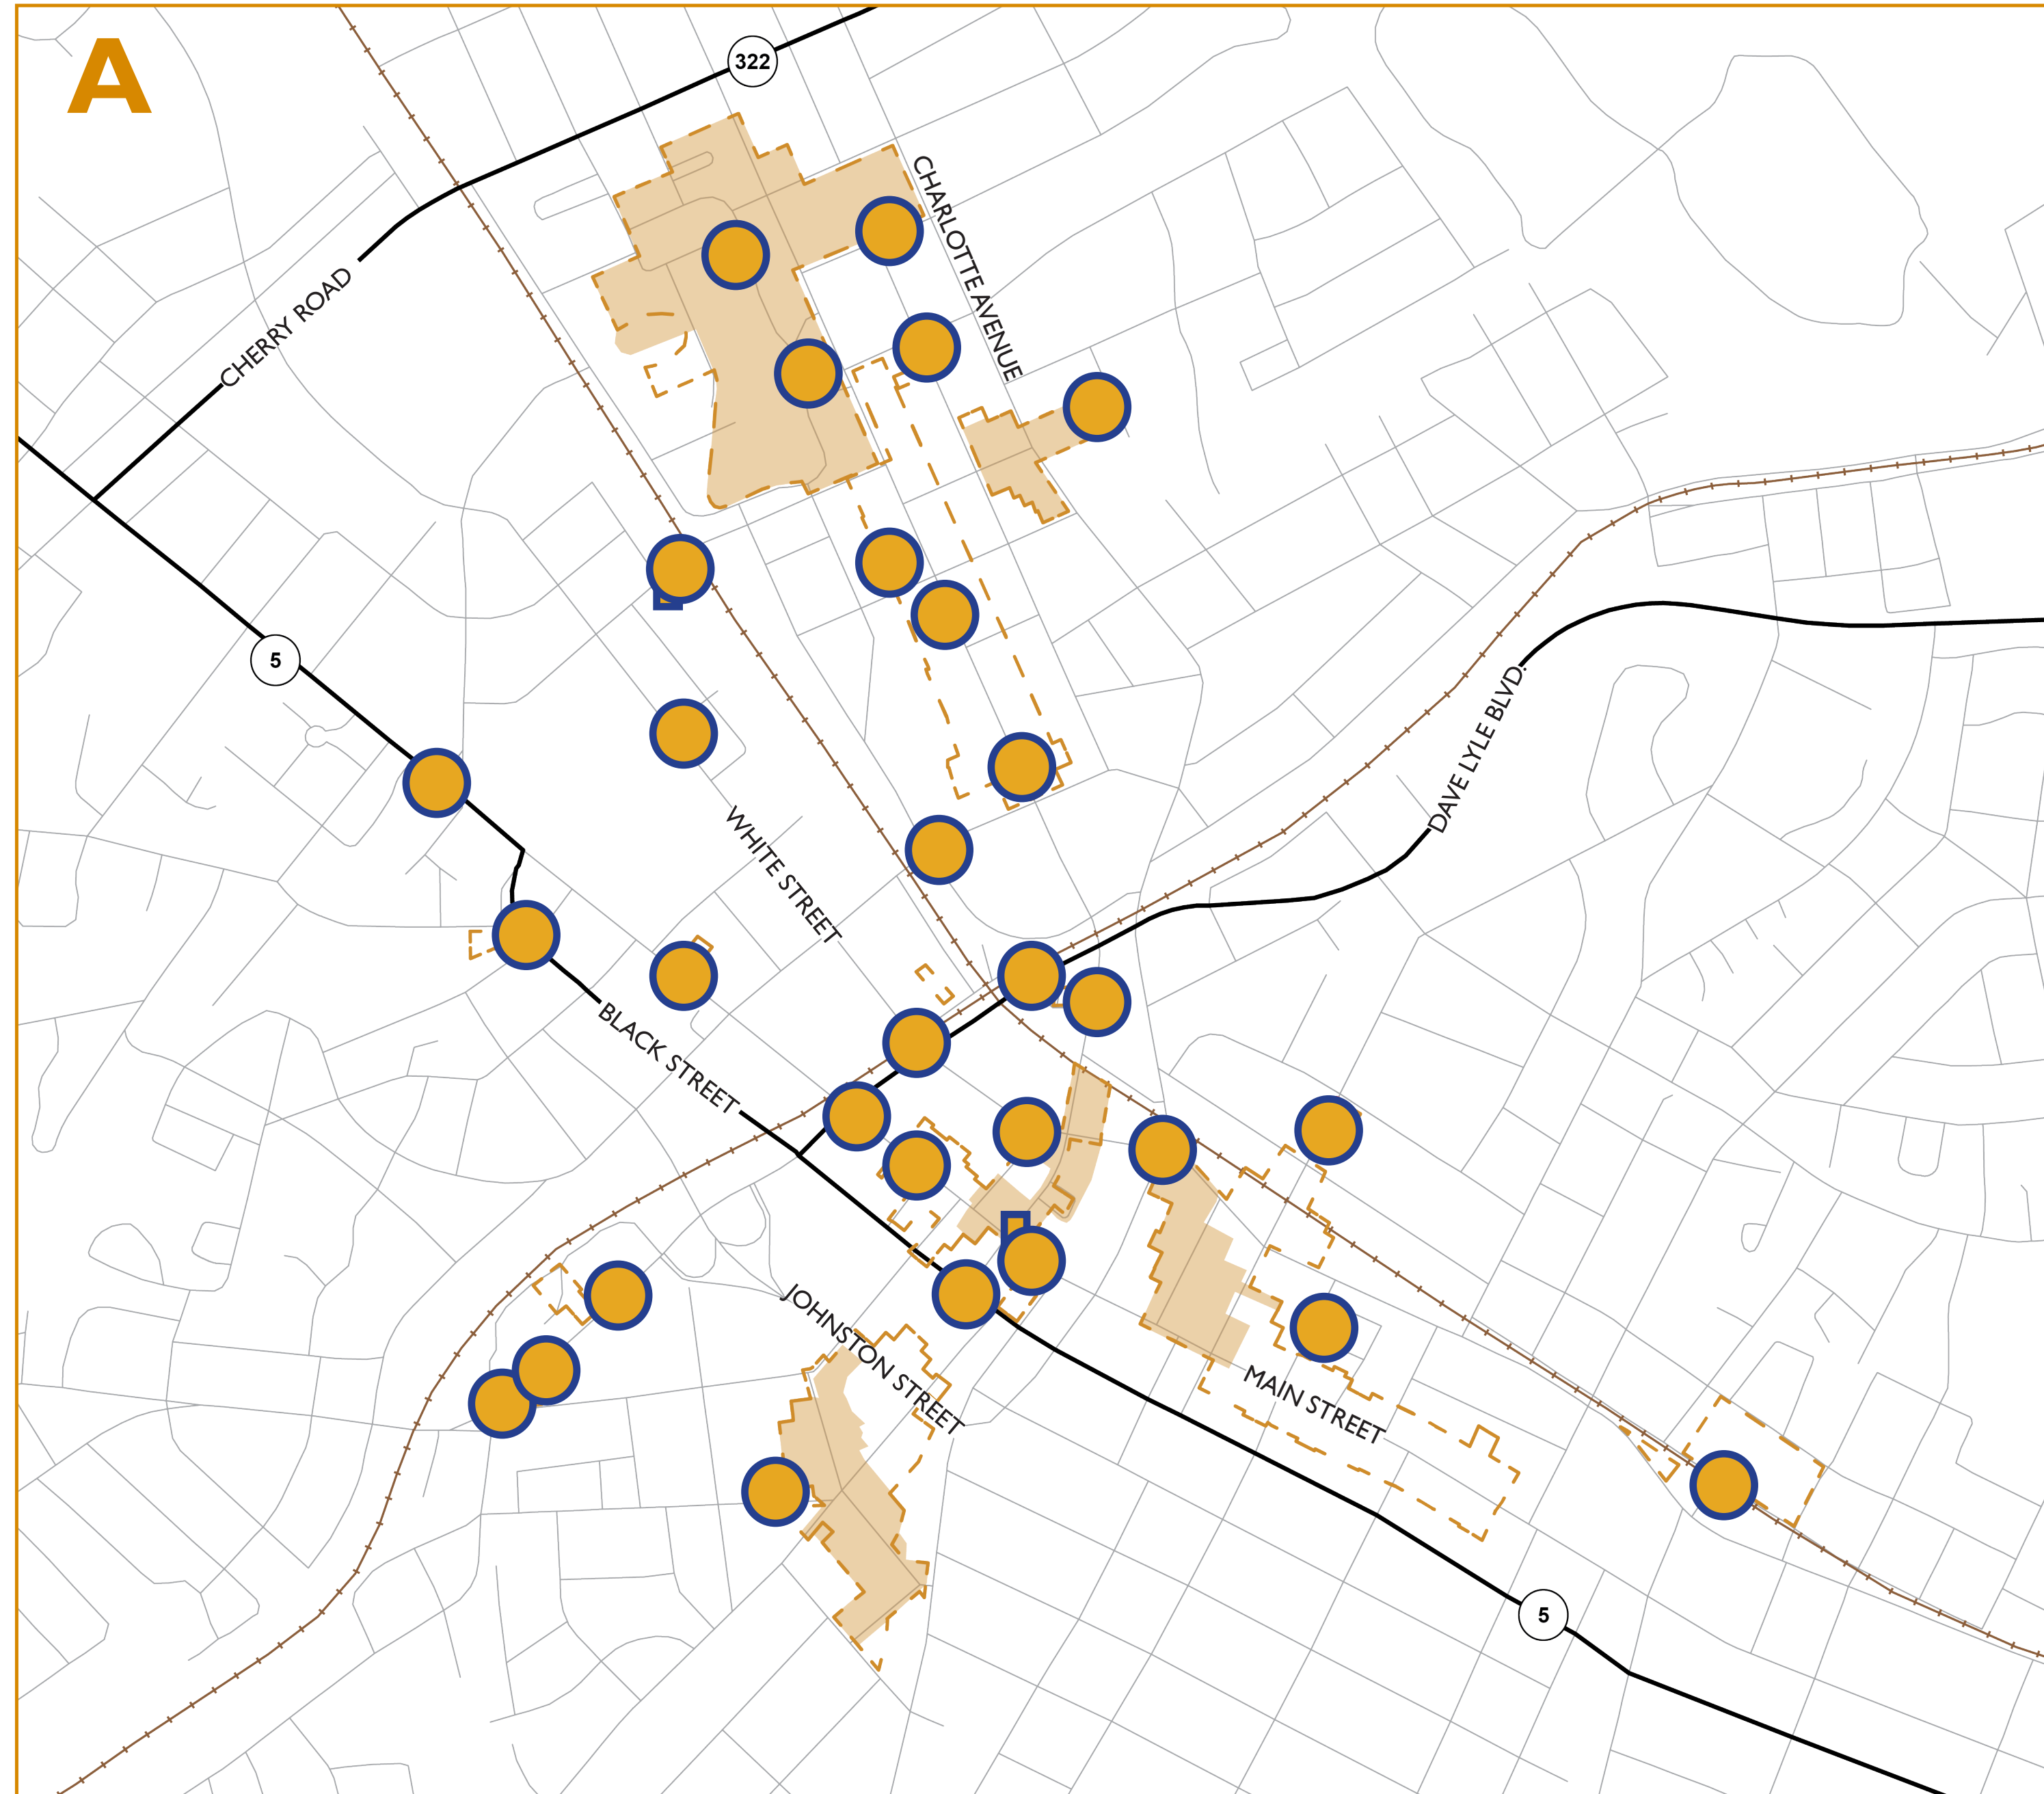 A
322
CHARLOTTE AVENUE
CHERRY ROAD
5
DAVE LYLE BLVD.
WHITE STREET
BLACK STREET
JOHNSTON STREET
MAIN STREET
5